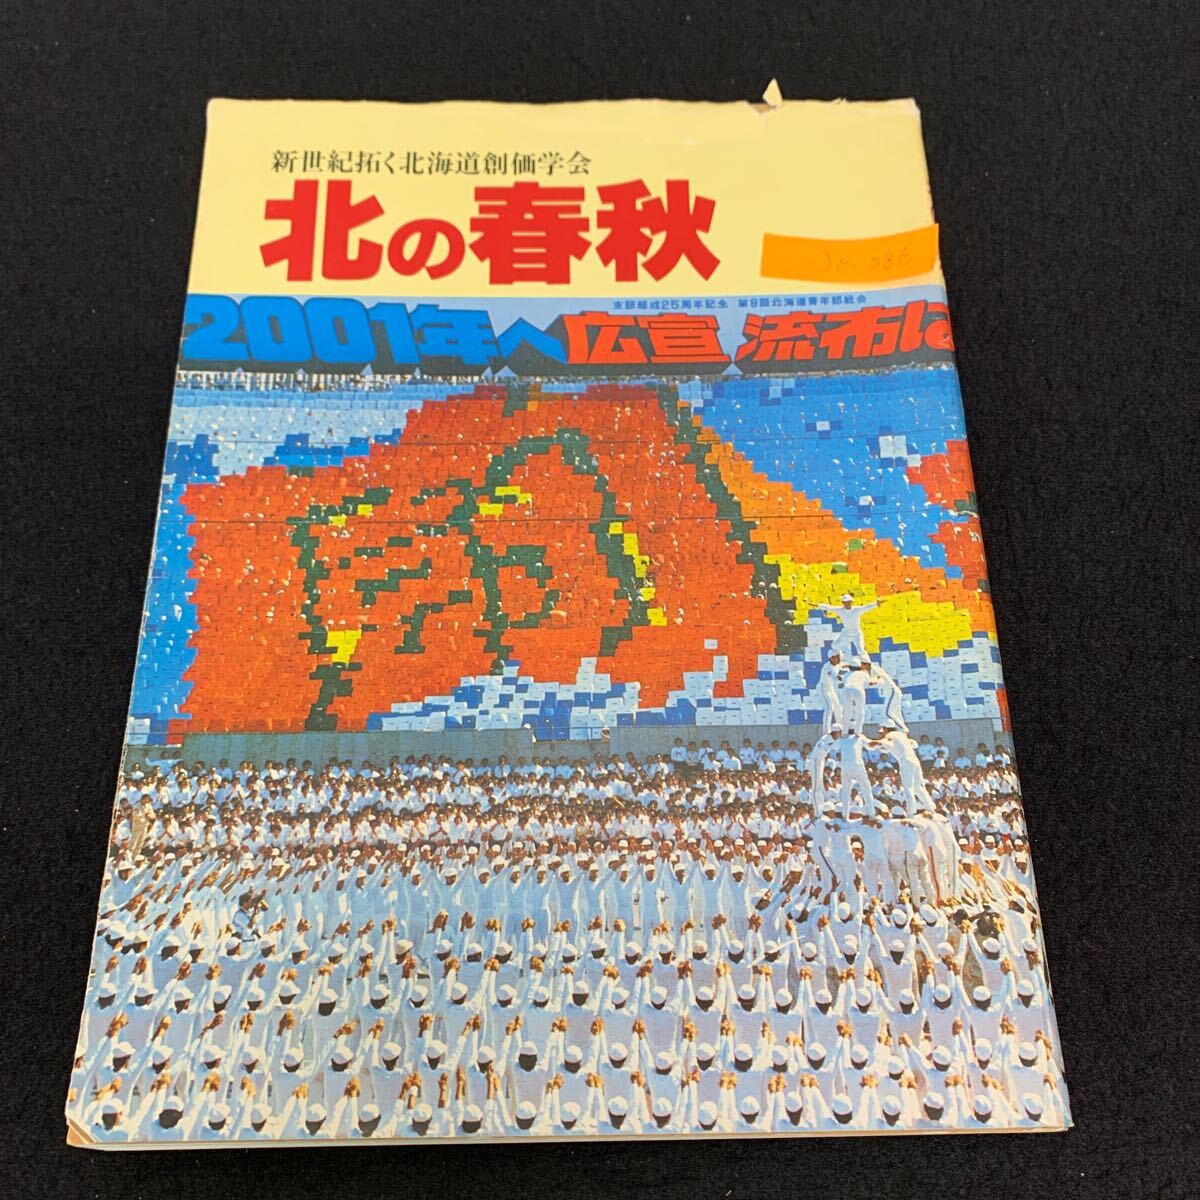 新世紀拓く北海道創価学会
北の春秋
Je-086
支部結成25周年記念 第9回北海道青年部総会
2001年へ広宣流布は